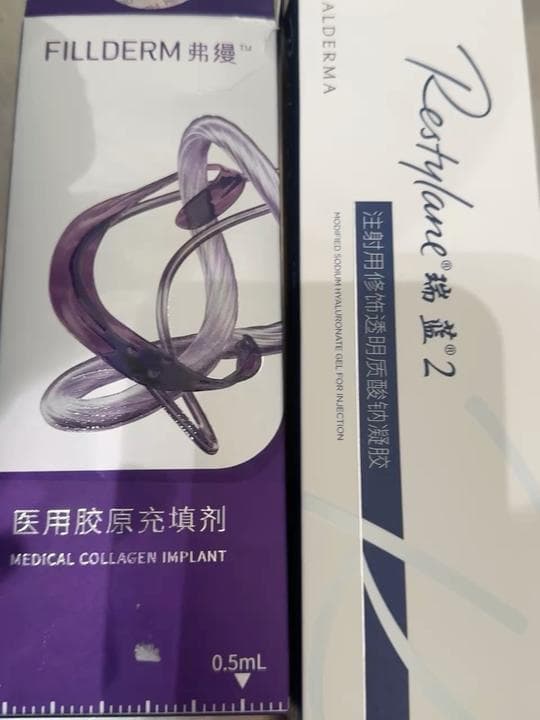 FILLDERM 弗缦™
医用胶原充填剂
MEDICAL COLLAGEN IMPLANT
0.5mL
ALDERMA
Restylane® 瑞蓝® 2
注射用修饰透明质酸钠凝胶
MODIFIED SODIUM HYALURONATE GEL FOR INJECTION